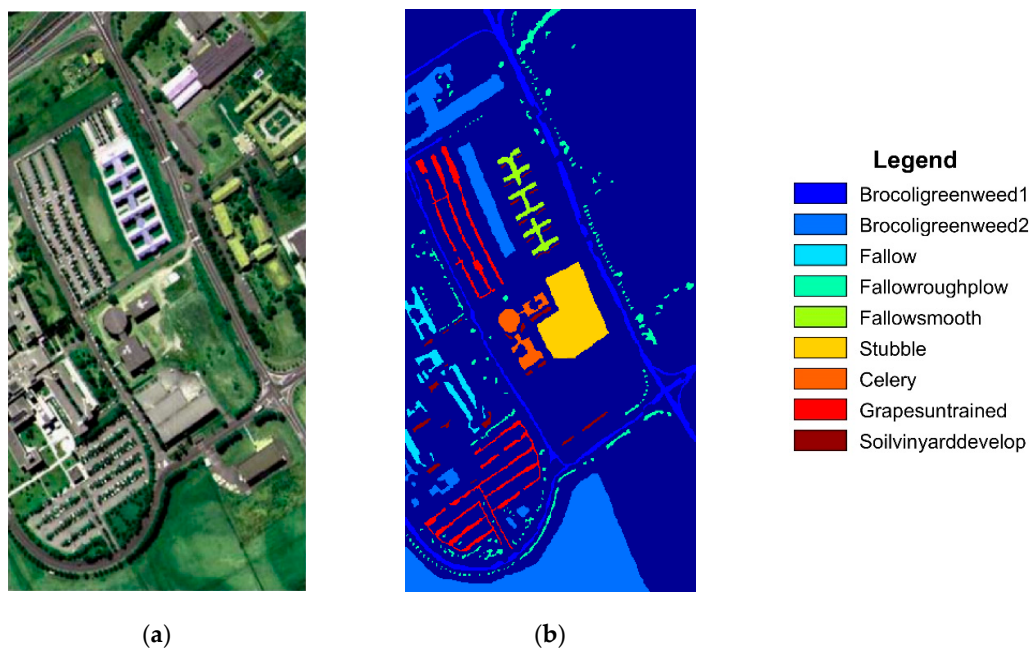 Legend
Brocoligreenweed1
Brocoligreenweed2
Fallow
Fallowroughplow
Fallowsmooth
Stubble
Celery
Grapesuntrained
Soilvinyarddevelop
(a)
(b)